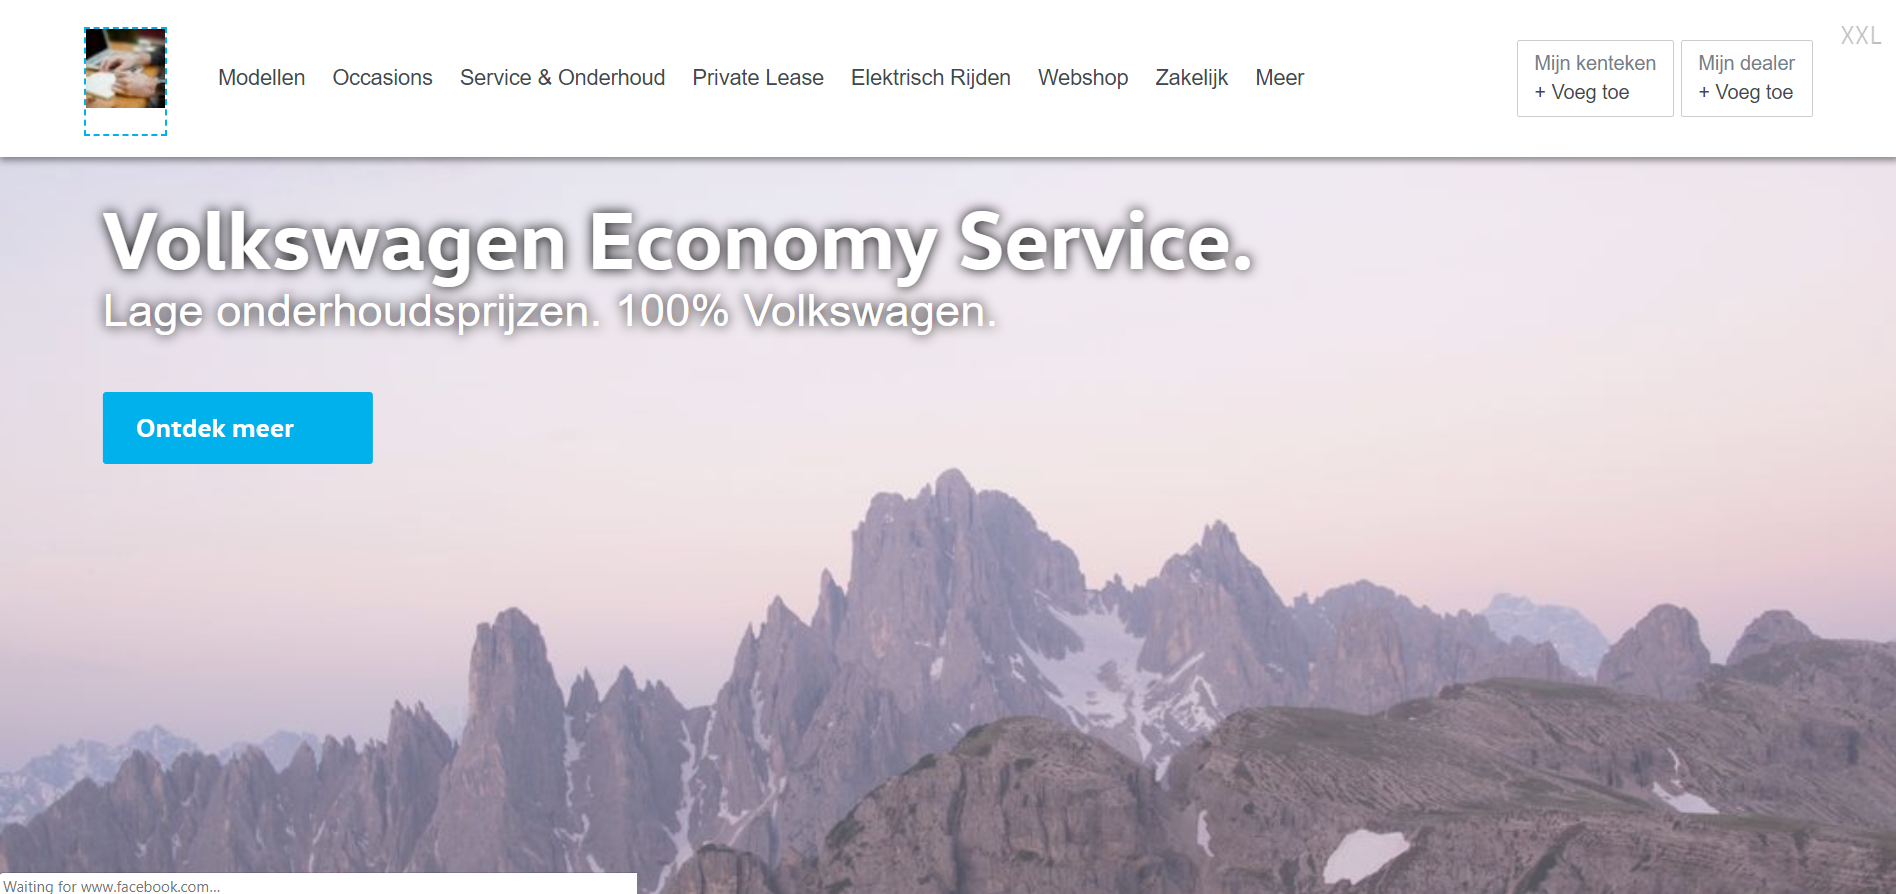 Modellen Occasions Service & Onderhoud Private Lease Elektrisch Rijden Webshop Zakelijk Meer
Mijn kenteken
+ Voeg toe
Mijn dealer
+ Voeg toe
XXL
Volkswagen Economy Service.
Lage onderhoudsprijzen. 100% Volkswagen.
Ontdek meer
Waiting for www.facebook.com...